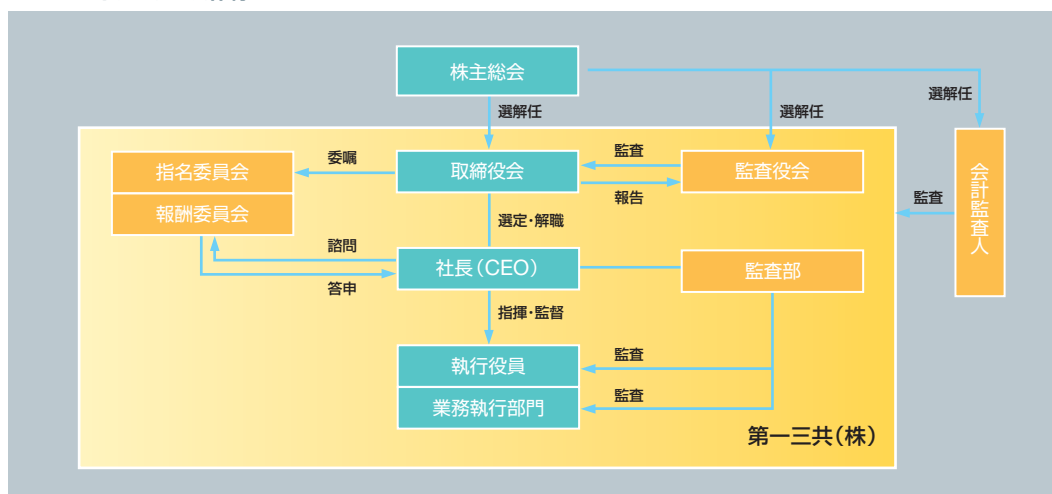 株主総会
選解任
選解任
選解任
委嘱
監査
指名委員会
取締役会
監査役会
会計監査人
報告
監査
報酬委員会
選定・解職
諮問
社長（CEO）
監査部
答申
指揮・監督
執行役員
監査
業務執行部門
監査
第一三共（株）